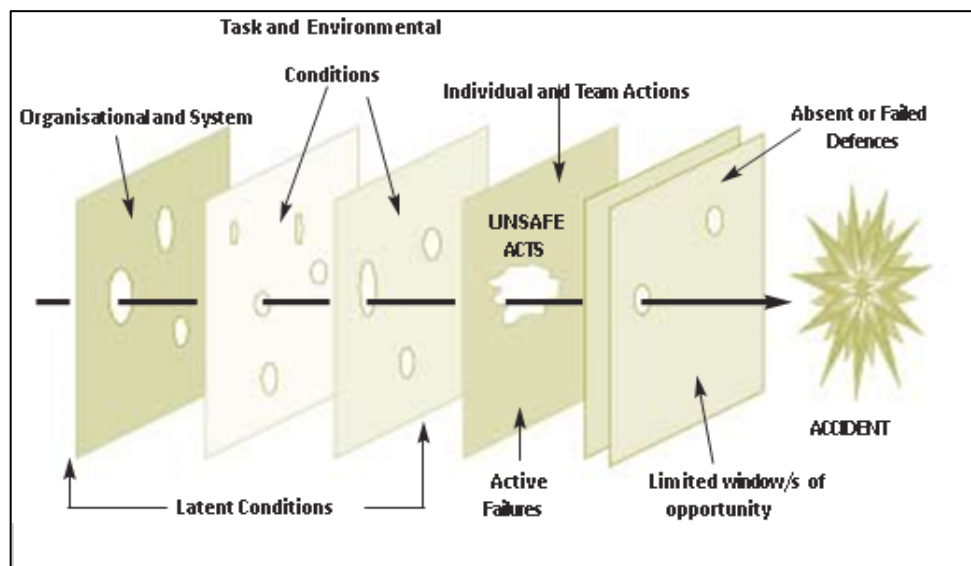 Task and Environmental
Conditions
Organisational and System
Individual and Team Actions
Absent or Failed
Defences
UNSAFE
ACTS
ACCIDENT
Latent Conditions
Active
Failures
Limited window/s of
opportunity